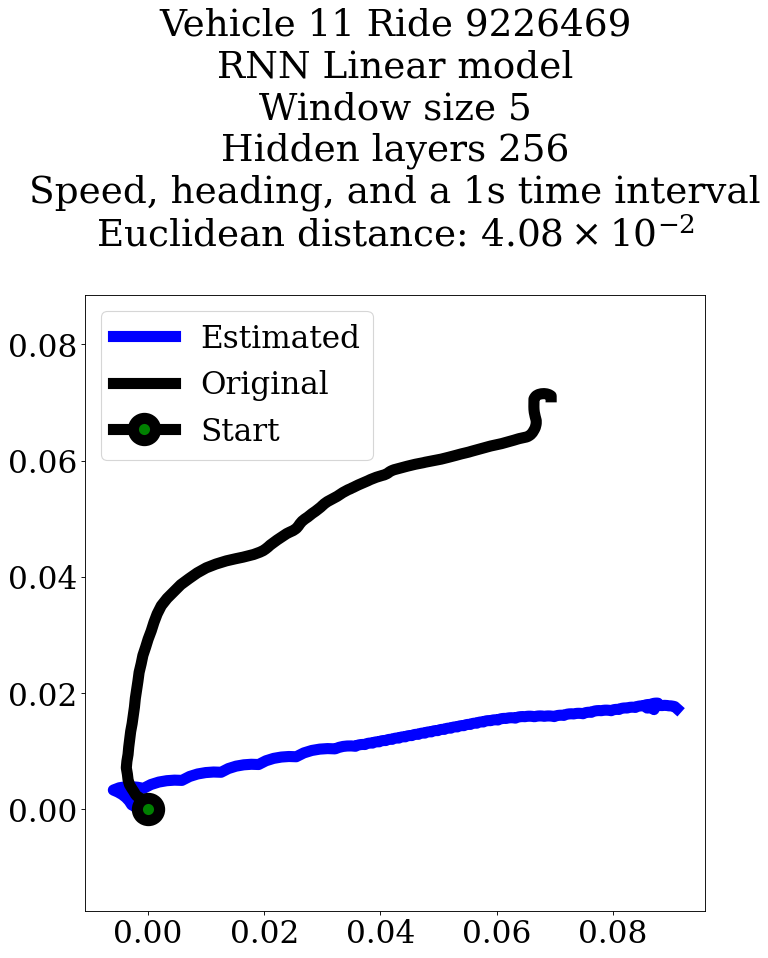 Vehicle 11 Ride 9226469
RNN Linear model
Window size 5
Hidden layers 256
Speed, heading, and a 1s time interval
Euclidean distance: 4.08 × 10⁻²
Estimated
Original
Start
0.08
0.06
0.04
0.02
0.00
0.00 0.02 0.04 0.06 0.08